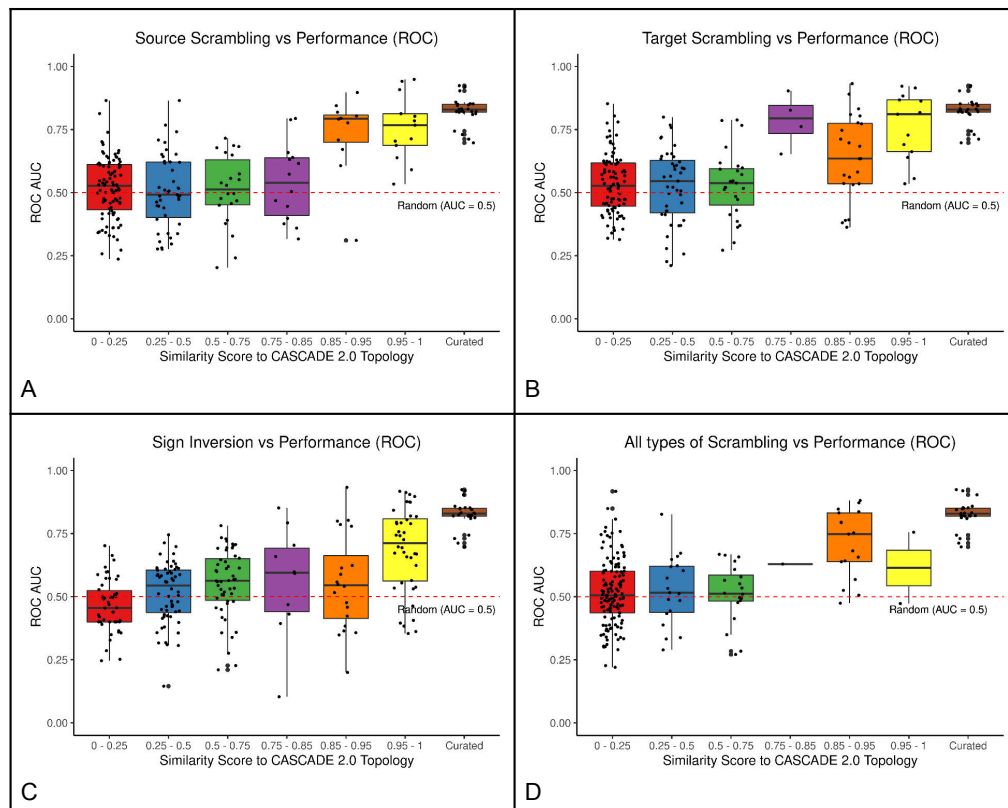 Source Scrambling vs Performance (ROC)
1.00
0.75
0.50
0.25
0.00
ROC AUC
Random (AUC = 0.5)
0 - 0.25 0.25 - 0.5 0.5 - 0.75 0.75 - 0.85 0.85 - 0.95 0.95 - 1 Curated
Similarity Score to CASCADE 2.0 Topology
A
Target Scrambling vs Performance (ROC)
1.00
0.75
0.50
0.25
0.00
ROC AUC
Random (AUC = 0.5)
0 - 0.25 0.25 - 0.5 0.5 - 0.75 0.75 - 0.85 0.85 - 0.95 0.95 - 1 Curated
Similarity Score to CASCADE 2.0 Topology
B
Sign Inversion vs Performance (ROC)
1.00
0.75
0.50
0.25
0.00
ROC AUC
Random (AUC = 0.5)
0 - 0.25 0.25 - 0.5 0.5 - 0.75 0.75 - 0.85 0.85 - 0.95 0.95 - 1 Curated
Similarity Score to CASCADE 2.0 Topology
C
All types of Scrambling vs Performance (ROC)
1.00
0.75
0.50
0.25
0.00
ROC AUC
Random (AUC = 0.5)
0 - 0.25 0.25 - 0.5 0.5 - 0.75 0.75 - 0.85 0.85 - 0.95 0.95 - 1 Curated
Similarity Score to CASCADE 2.0 Topology
D